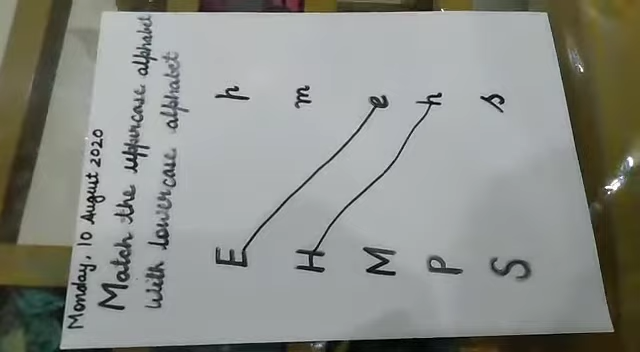 Monday, 10 August 2020
Match the uppercase alphabet
with lowercase alphabet
E p
H m
M e
P h
S s